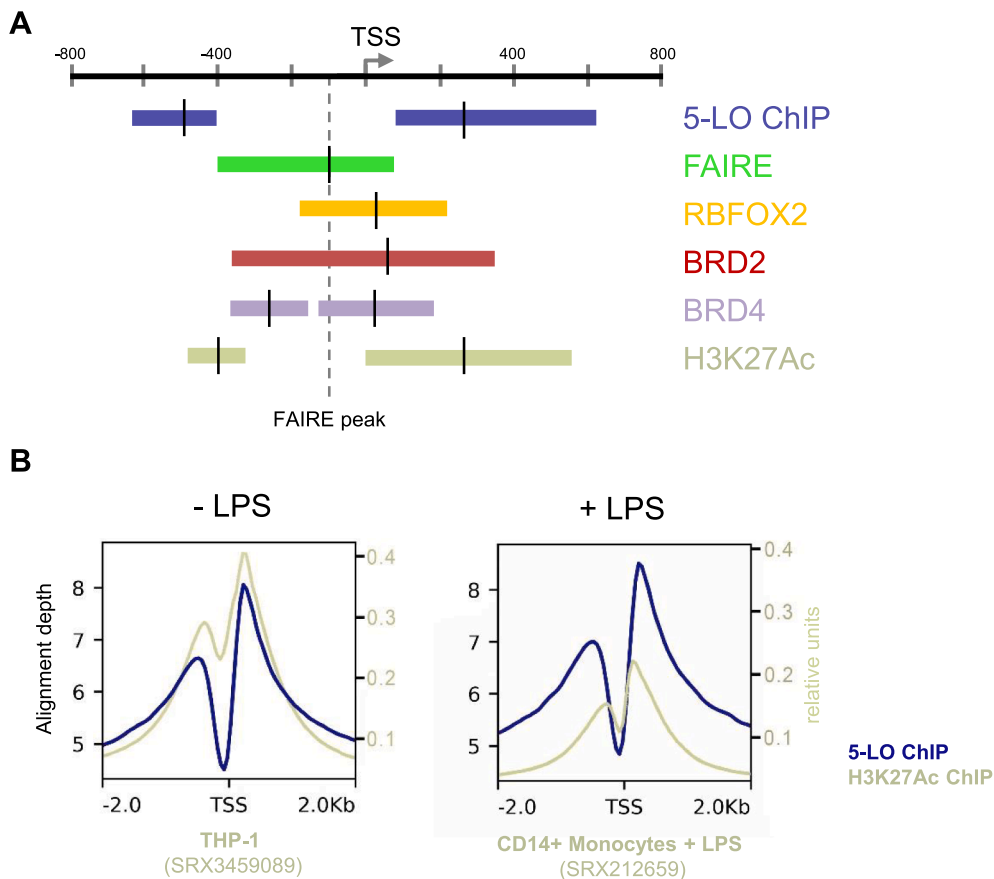 A
TSS
-800 -400 400 800
5-LO ChIP
FAIRE
RBFOX2
BRD2
BRD4
H3K27Ac
FAIRE peak
B
- LPS
+ LPS
Alignment depth
8
7
6
5
0.4
0.3
0.2
0.1
-2.0 TSS 2.0Kb
THP-1
(SRX3459089)
8
7
6
5
0.4
0.3
0.2
0.1
relative units
-2.0 TSS 2.0Kb
CD14+ Monocytes + LPS
(SRX212659)
5-LO ChIP
H3K27Ac ChIP